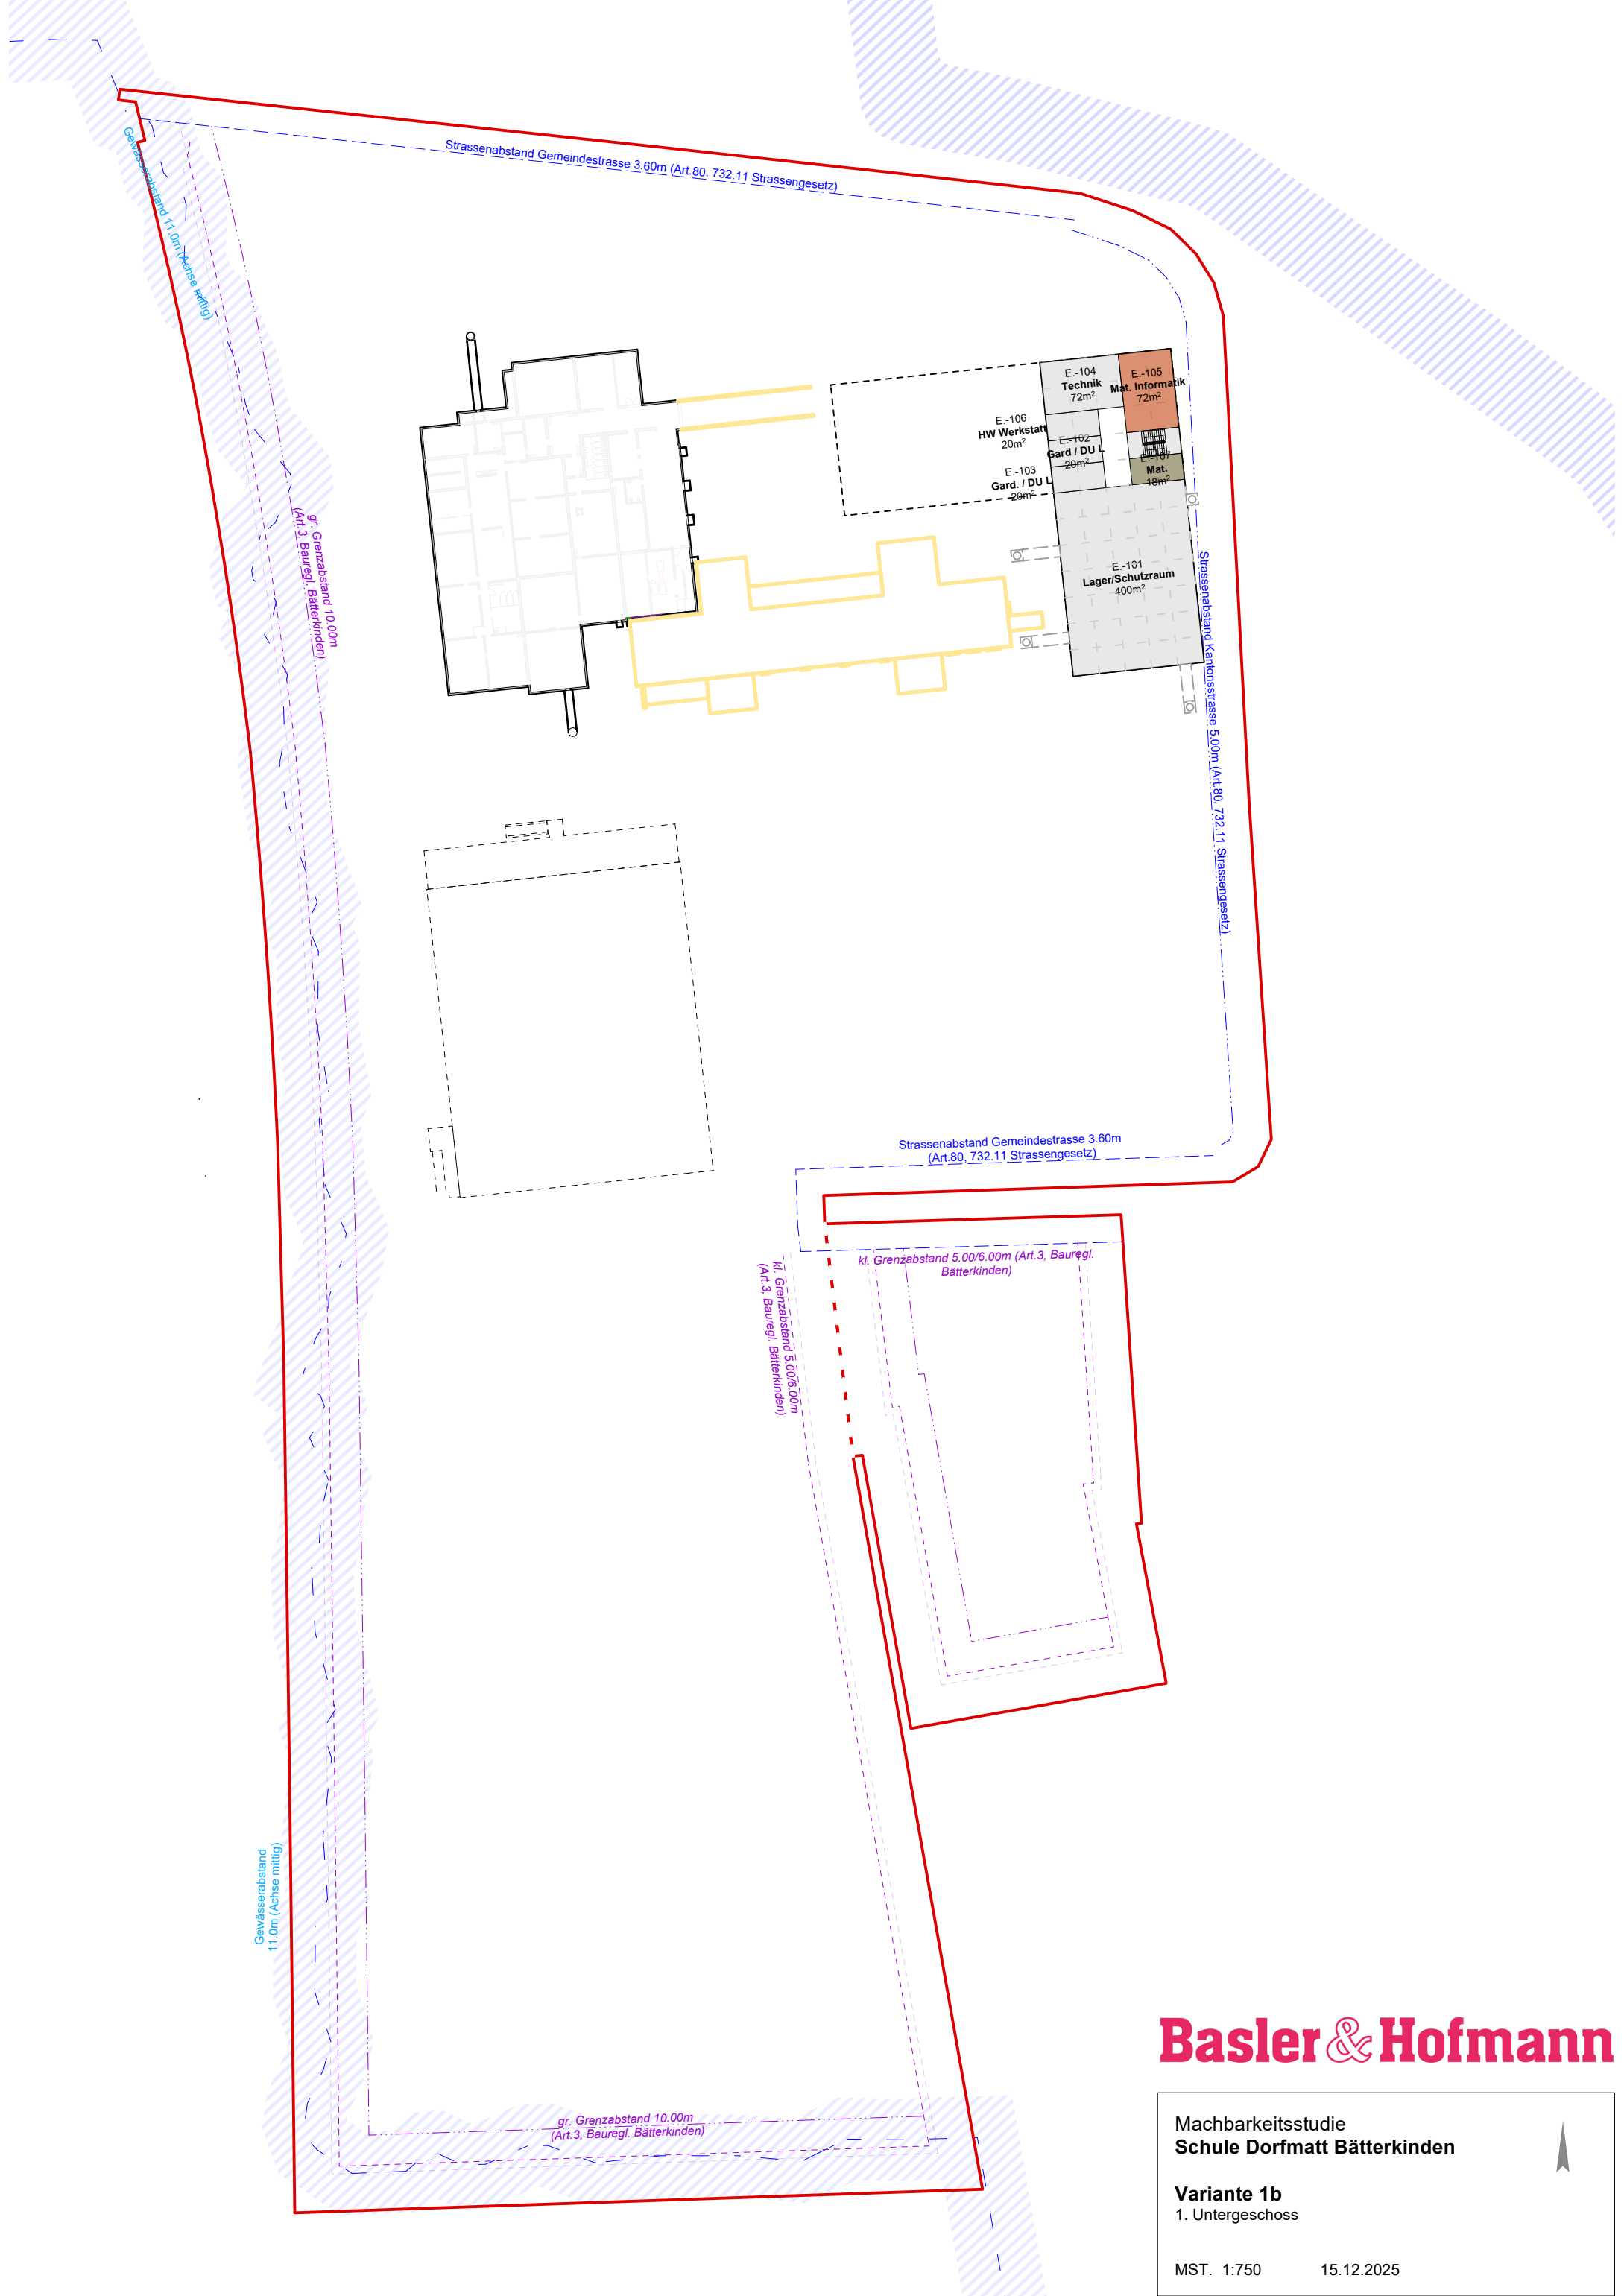 Gewässerabstand 11.0m (Achse mittig)
Strassenabstand Gemeindestrasse 3.60m (Art.80, 732.11 Strassengesetz)
E.-104
Technik
72m²
E.-105
Mat. Informatik
72m²
E.-106
HW Werkstatt
20m²
E.-102
Gard / DU L
20m²
E.-107
Mat.
18m²
E.-103
Gard. / DU L
20m²
E.-101
Lager/Schutzraum
400m²
gr. Grenzabstand 10.00m
(Art.3, Bauregl. Bätterkinden)
Strassenabstand Kantonsstrasse 5.00m (Art.80, 732.11 Strassengesetz)
Strassenabstand Gemeindestrasse 3.60m
(Art.80, 732.11 Strassengesetz)
kl. Grenzabstand 5.00/6.00m (Art.3, Bauregl.
Bätterkinden)
kl. Grenzabstand 5.00/6.00m
(Art.3, Bauregl. Bätterkinden)
Gewässerabstand
11.0m (Achse mittig)
gr. Grenzabstand 10.00m
(Art.3, Bauregl. Bätterkinden)
Basler & Hofmann
Machbarkeitsstudie
Schule Dorfmatt Bätterkinden
Variante 1b
1. Untergeschoss
MST. 1:750 15.12.2025